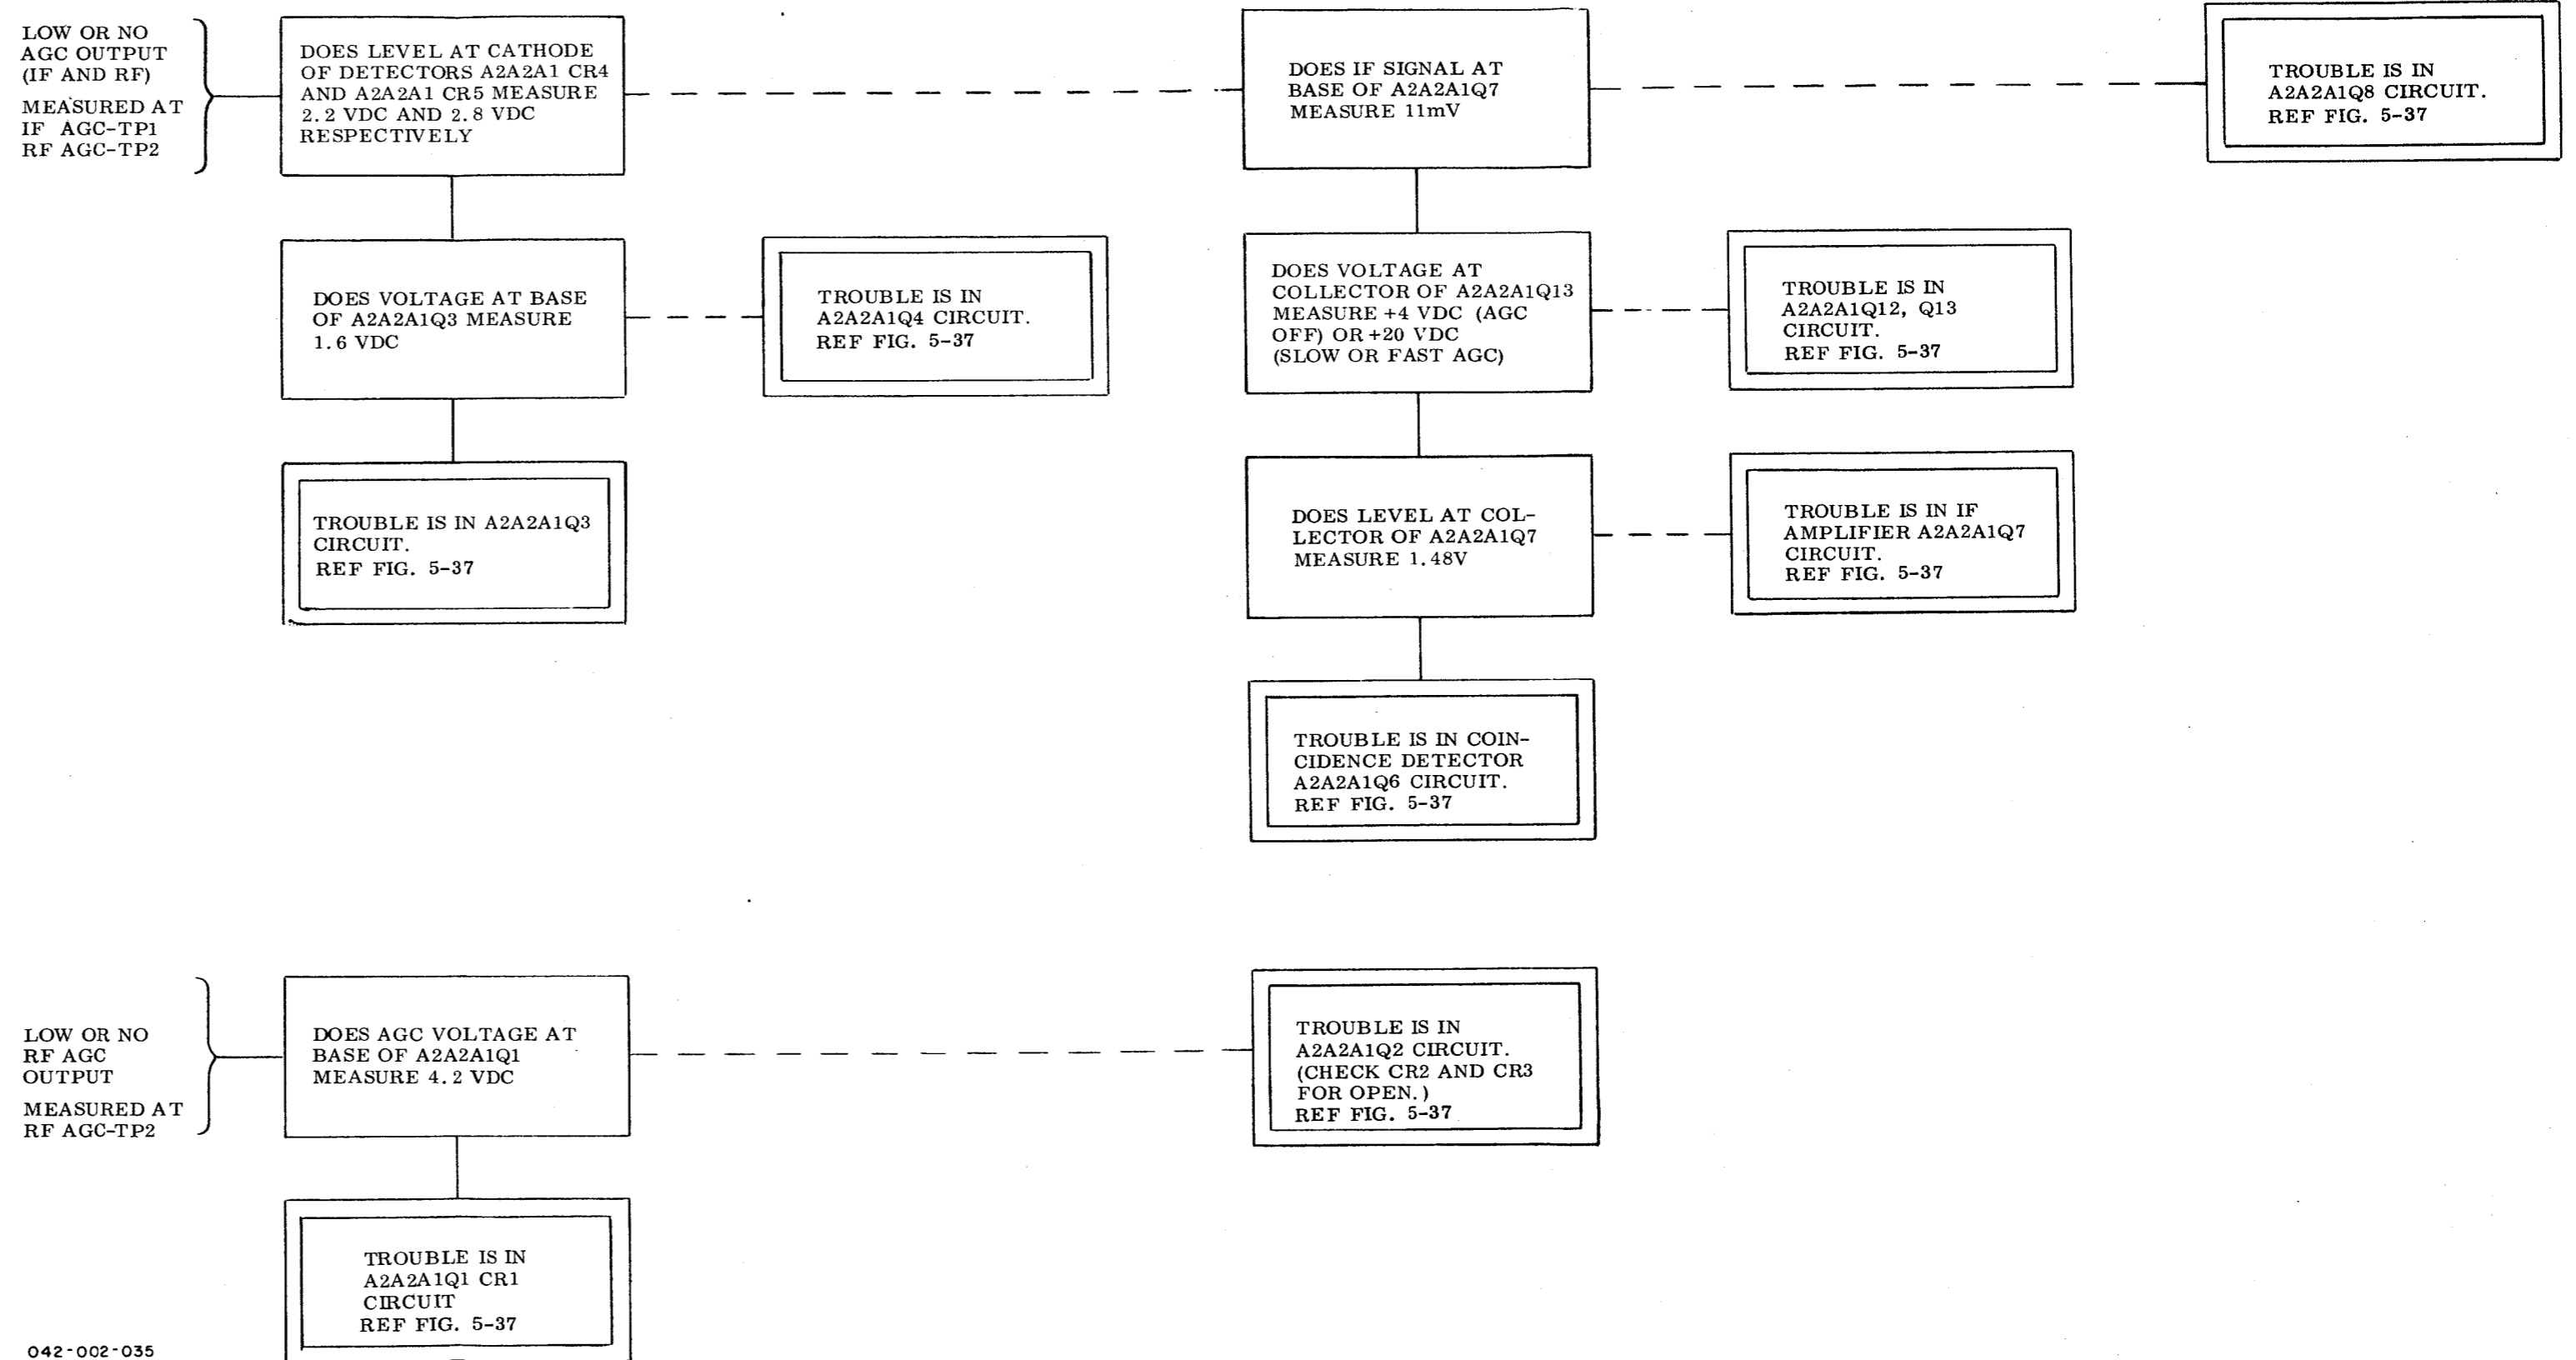 LOW OR NO
AGC OUTPUT
(IF AND RF)
MEASURED AT
IF AGC-TP1
RF AGC-TP2
DOES LEVEL AT CATHODE
OF DETECTORS A2A2A1 CR4
AND A2A2A1 CR5 MEASURE
2.2 VDC AND 2.8 VDC
RESPECTIVELY
DOES IF SIGNAL AT
BASE OF A2A2A1Q7
MEASURE 11mV
TROUBLE IS IN
A2A2A1Q8 CIRCUIT.
REF FIG. 5-37
DOES VOLTAGE AT BASE
OF A2A2A1Q3 MEASURE
1.6 VDC
TROUBLE IS IN
A2A2A1Q4 CIRCUIT.
REF FIG. 5-37
DOES VOLTAGE AT
COLLECTOR OF A2A2A1Q13
MEASURE +4 VDC (AGC
OFF) OR +20 VDC
(SLOW OR FAST AGC)
TROUBLE IS IN
A2A2A1Q12, Q13
CIRCUIT.
REF FIG. 5-37
TROUBLE IS IN A2A2A1Q3
CIRCUIT.
REF FIG. 5-37
DOES LEVEL AT COL-
LECTOR OF A2A2A1Q7
MEASURE 1.48V
TROUBLE IS IN IF
AMPLIFIER A2A2A1Q7
CIRCUIT.
REF FIG. 5-37
TROUBLE IS IN COIN-
CIDENCE DETECTOR
A2A2A1Q6 CIRCUIT.
REF FIG. 5-37
LOW OR NO
RF AGC
OUTPUT
MEASURED AT
RF AGC-TP2
DOES AGC VOLTAGE AT
BASE OF A2A2A1Q1
MEASURE 4.2 VDC
TROUBLE IS IN
A2A2A1Q2 CIRCUIT.
(CHECK CR2 AND CR3
FOR OPEN.)
REF FIG. 5-37
TROUBLE IS IN
A2A2A1Q1 CR1
CIRCUIT
REF FIG. 5-37
042-002-035